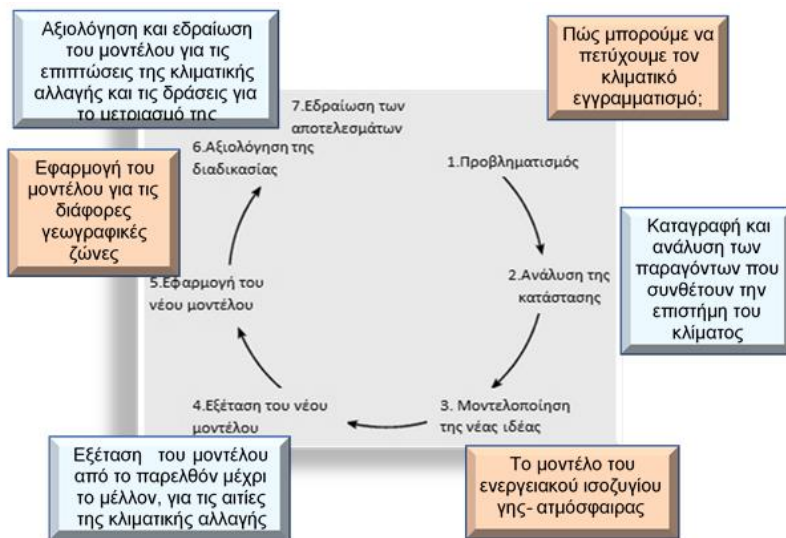 Αξιολόγηση και εδραίωση
του μοντέλου για τις
επιπτώσεις της κλιματικής
αλλαγής και τις δράσεις για
το μετριασμό της
Πώς μπορούμε να
πετύχουμε τον
κλιματικό
εγγραμματισμό;
7.Εδραίωση των
αποτελεσμάτων
6.Αξιολόγηση της
διαδικασίας
1.Προβληματισμός
Εφαρμογή του
μοντέλου για τις
διάφορες
γεωγραφικές
ζώνες
Καταγραφή και
ανάλυση των
παραγόντων που
συνθέτουν την
επιστήμη του
κλίματος
2.Ανάλυση της
κατάστασης
5.Εφαρμογή του
νέου μοντέλου
4.Εξέταση του νέου
μοντέλου
3. Μοντελοποίηση
της νέας ιδέας
Εξέταση του μοντέλου
από το παρελθόν μέχρι
το μέλλον, για τις αιτίες
της κλιματικής αλλαγής
Το μοντέλο του
ενεργειακού ισοζυγίου
γης- ατμόσφαιρας